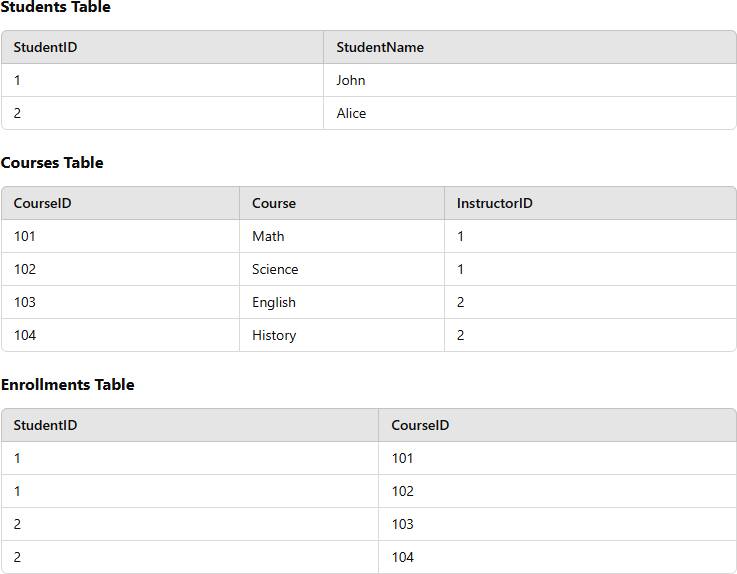 Students Table
StudentID StudentName
1 John
2 Alice
Courses Table
CourseID Course InstructorID
101 Math 1
102 Science 1
103 English 2
104 History 2
Enrollments Table
StudentID CourseID
1 101
1 102
2 103
2 104